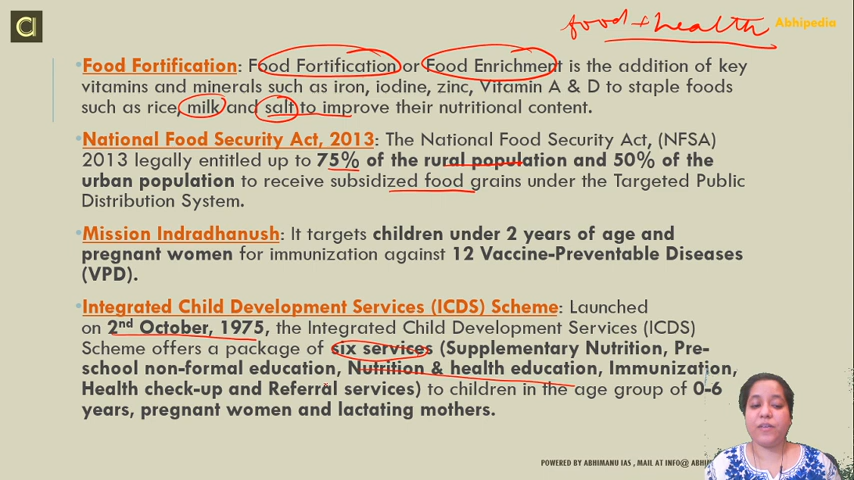 food + health
Abhipedia
•Food Fortification: Food Fortification or Food Enrichment is the addition of key
vitamins and minerals such as iron, iodine, zinc, Vitamin A & D to staple foods
such as rice, milk and salt to improve their nutritional content.
•National Food Security Act, 2013: The National Food Security Act, (NFSA)
2013 legally entitled up to 75% of the rural population and 50% of the
urban population to receive subsidized food grains under the Targeted Public
Distribution System.
•Mission Indradhanush: It targets children under 2 years of age and
pregnant women for immunization against 12 Vaccine-Preventable Diseases
(VPD).
•Integrated Child Development Services (ICDS) Scheme: Launched
on 2nd October, 1975, the Integrated Child Development Services (ICDS)
Scheme offers a package of six services (Supplementary Nutrition, Pre-
school non-formal education, Nutrition & health education, Immunization,
Health check-up and Referral services) to children in the age group of 0-6
years, pregnant women and lactating mothers.
POWERED BY ABHIMANU IAS , MAIL AT INFO@